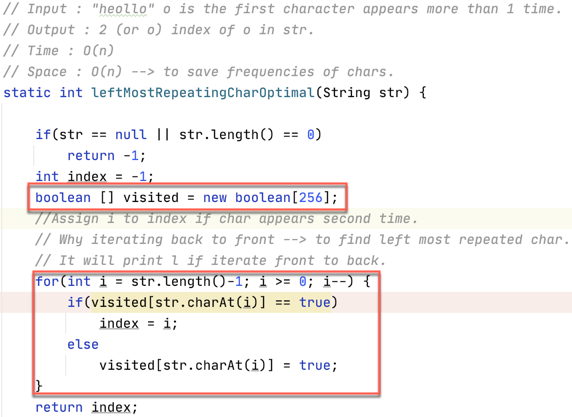 // Input : "heollo" o is the first character appears more than 1 time.
// Output : 2 (or o) index of o in str.
// Time : O(n)
// Space : O(n) --> to save frequencies of chars.
static int leftMostRepeatingCharOptimal(String str) {
if(str == null || str.length() == 0)
return -1;
int index = -1;
boolean [] visited = new boolean[256];
//Assign i to index if char appears second time.
// Why iterating back to front --> to find left most repeated char.
// It will print l if iterate front to back.
for(int i = str.length()-1; i >= 0; i--) {
if(visited[str.charAt(i)] == true)
index = i;
else
visited[str.charAt(i)] = true;
}
return index;